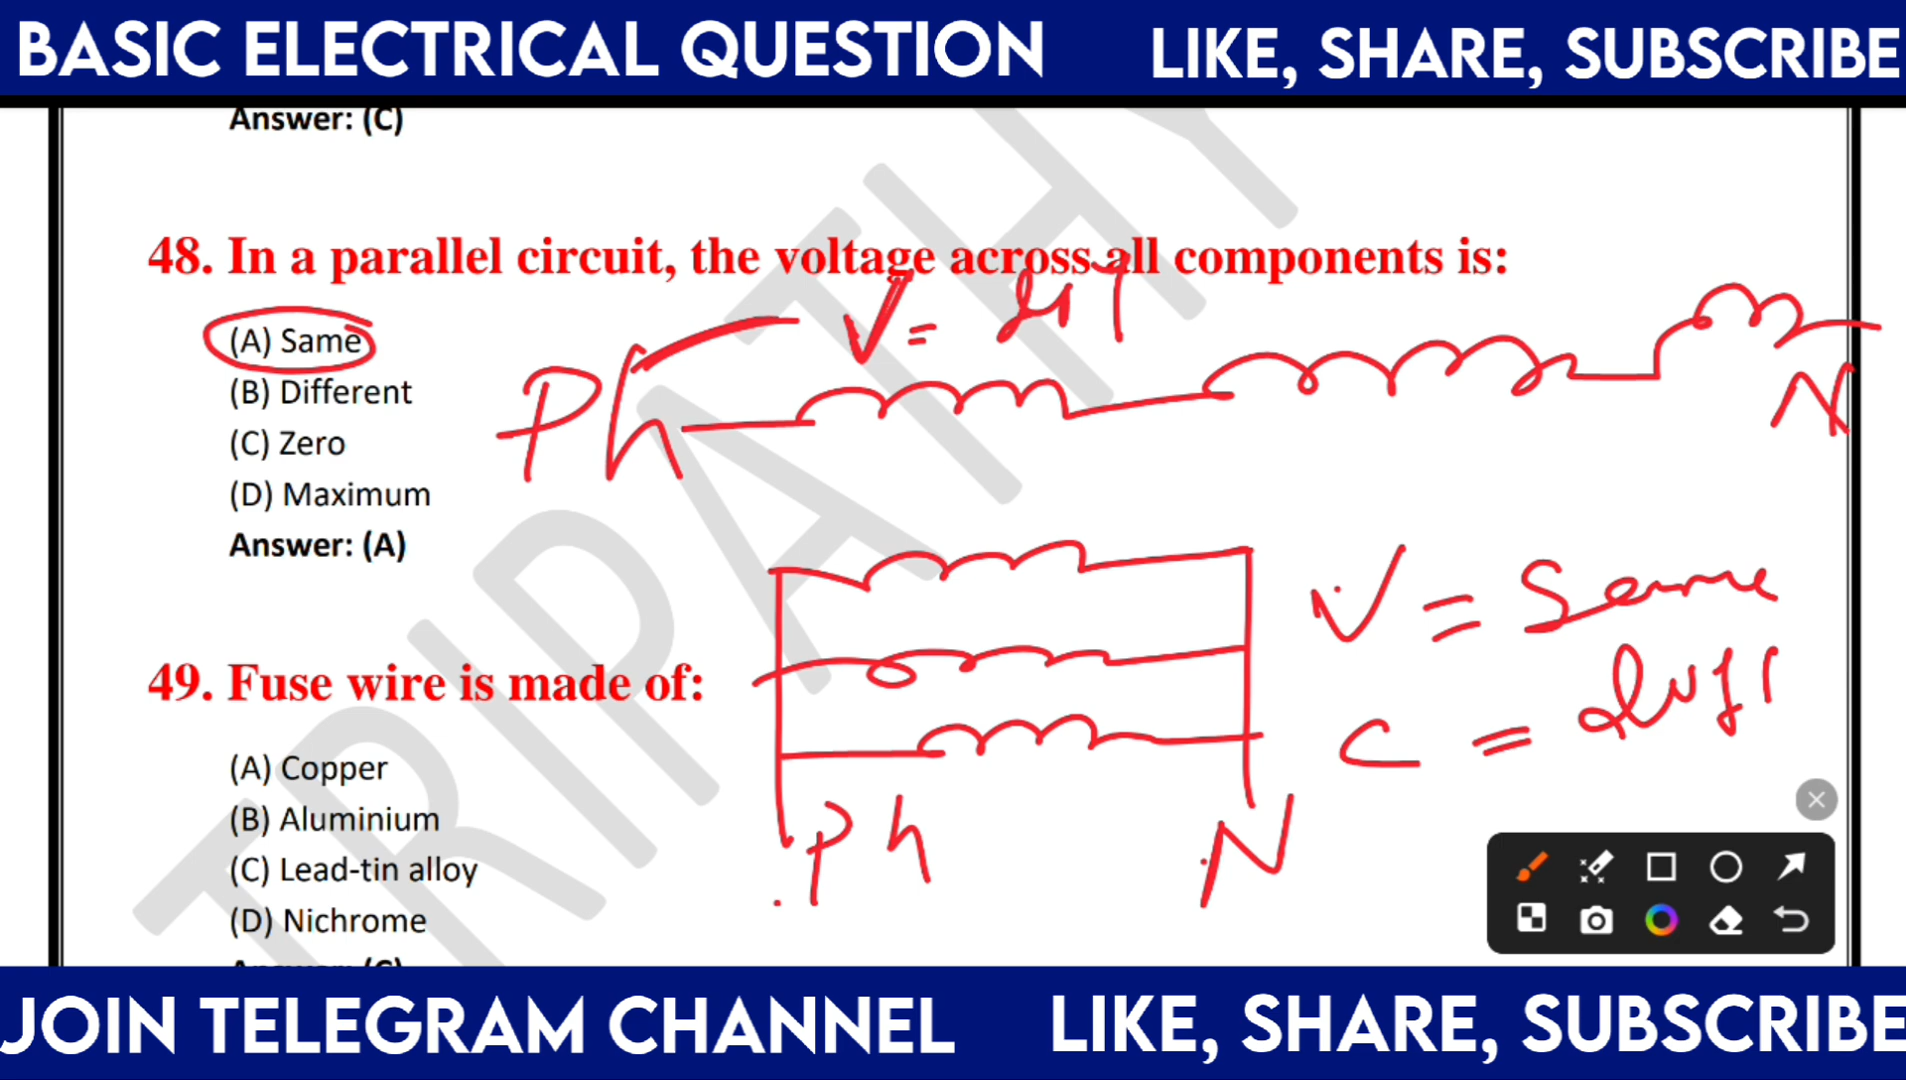 BASIC ELECTRICAL QUESTION LIKE, SHARE, SUBSCRIBE
Answer: (C)
48. In a parallel circuit, the voltage across all components is:
(A) Same
(B) Different
(C) Zero
(D) Maximum
Answer: (A)
V =
Ph
N
V = Same
C =
Ph
N
49. Fuse wire is made of:
(A) Copper
(B) Aluminium
(C) Lead-tin alloy
(D) Nichrome
Answer: (C)
TRIPATHY
JOIN TELEGRAM CHANNEL LIKE, SHARE, SUBSCRIBE